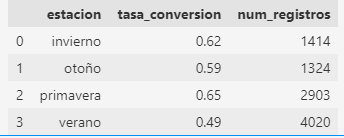 estacion tasa_conversion num_registros
0 invierno 0.62 1414
1 otoño 0.59 1324
2 primavera 0.65 2903
3 verano 0.49 4020